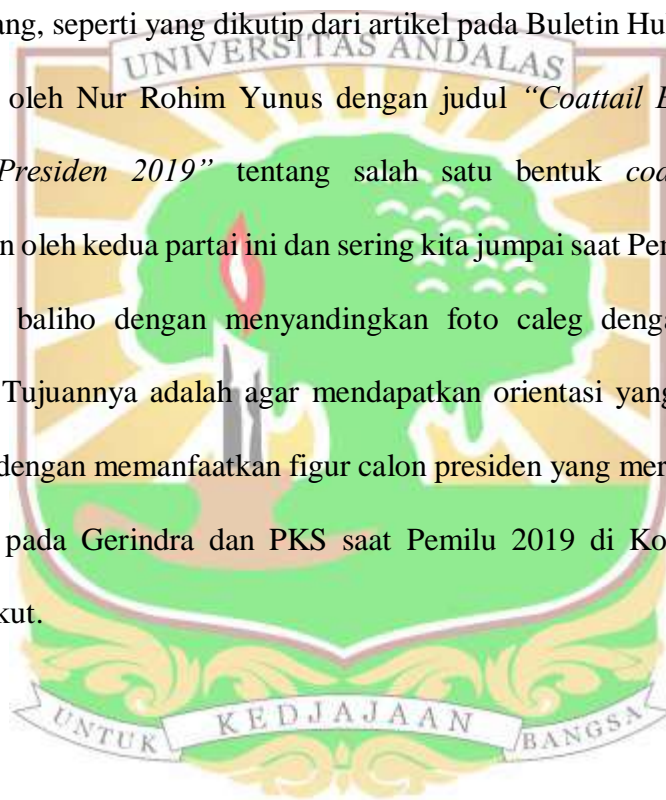 ang, seperti yang dikutip dari artikel pada Buletin Hu
UNIVERSITAS ANDALAS
oleh Nur Rohim Yunus dengan judul “Coattail E
Presiden 2019” tentang salah satu bentuk coa
n oleh kedua partai ini dan sering kita jumpai saat Pe
baliho dengan menyandingkan foto caleg denga
Tujuannya adalah agar mendapatkan orientasi yang
dengan memanfaatkan figur calon presiden yang mer
pada Gerindra dan PKS saat Pemilu 2019 di Ko
kut.
UNTUK KEDJAJAAN BANGSA